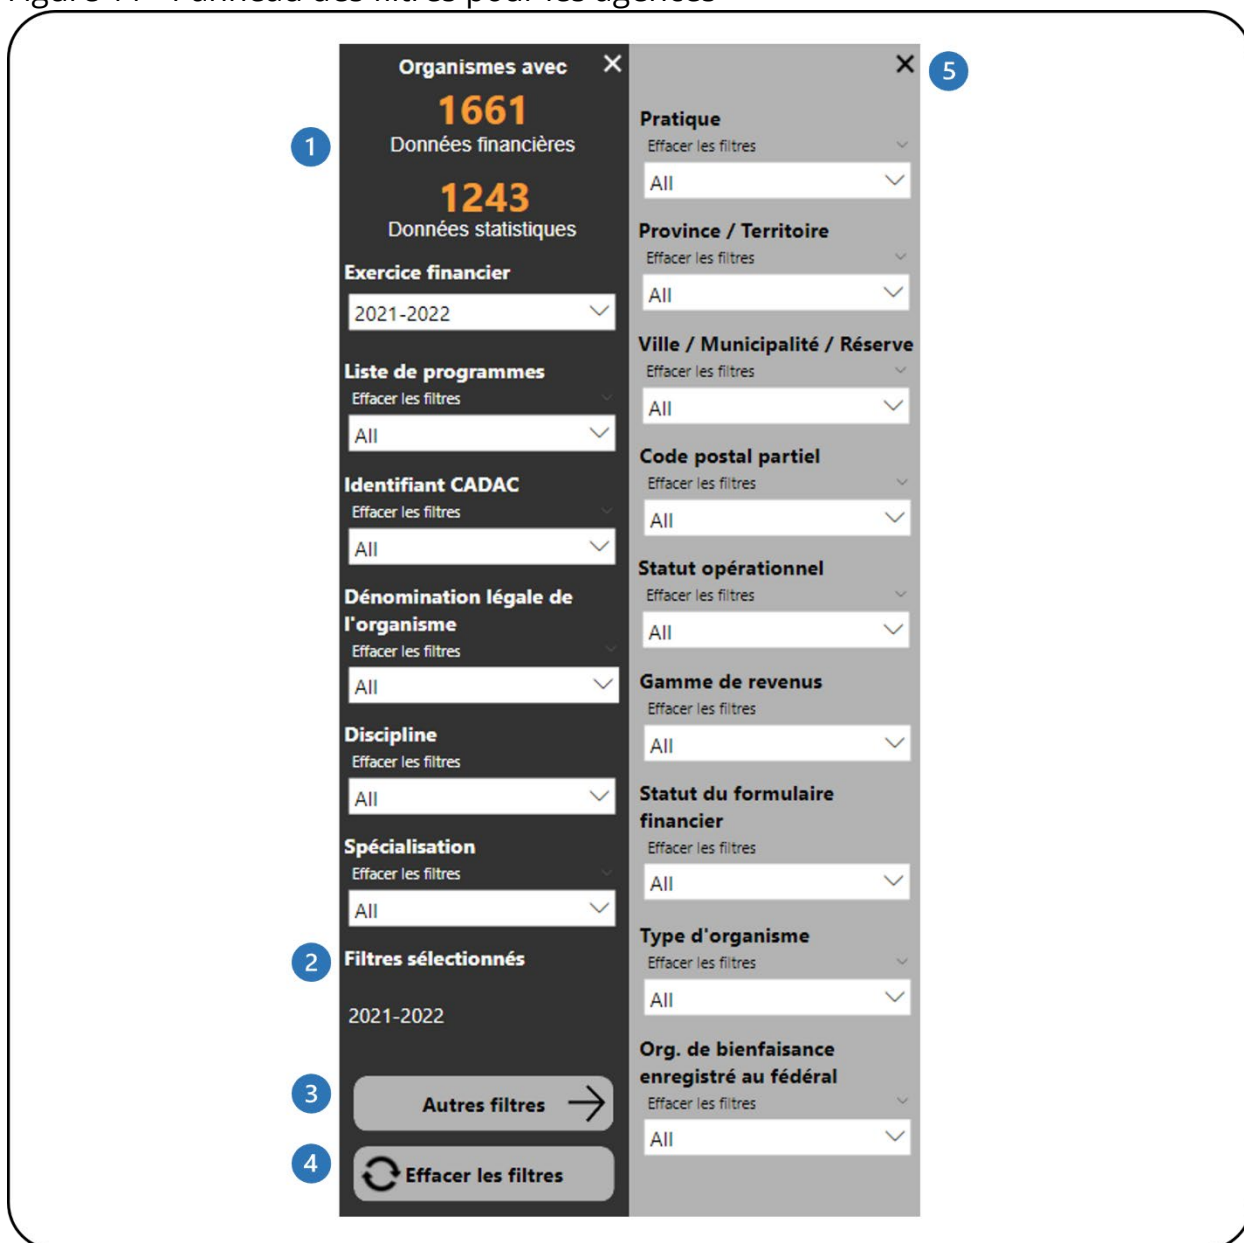 Organismes avec
1661
1
Données financières
1243
Données statistiques
Exercice financier
2021-2022
Liste de programmes
Effacer les filtres
All
Identifiant CADAC
Effacer les filtres
All
Dénomination légale de
l'organisme
Effacer les filtres
All
Discipline
Effacer les filtres
All
Spécialisation
Effacer les filtres
All
2
Filtres sélectionnés
2021-2022
3
Autres filtres
4
Effacer les filtres
5
Pratique
Effacer les filtres
All
Province / Territoire
Effacer les filtres
All
Ville / Municipalité / Réserve
Effacer les filtres
All
Code postal partiel
Effacer les filtres
All
Statut opérationnel
Effacer les filtres
All
Gamme de revenus
Effacer les filtres
All
Statut du formulaire
financier
Effacer les filtres
All
Type d'organisme
Effacer les filtres
All
Org. de bienfaisance
enregistré au fédéral
Effacer les filtres
All